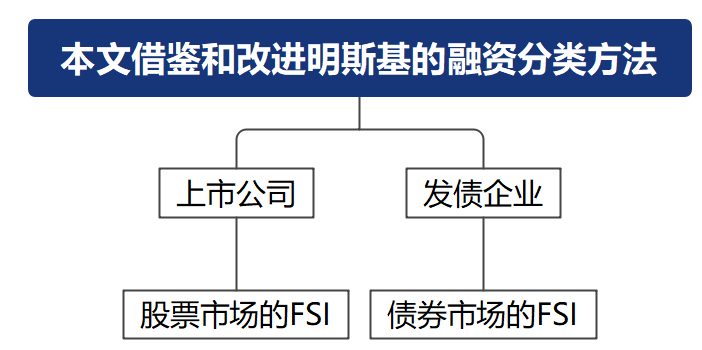 本文借鉴和改进明斯基的融资分类方法
上市公司
发债企业
股票市场的FSI
债券市场的FSI